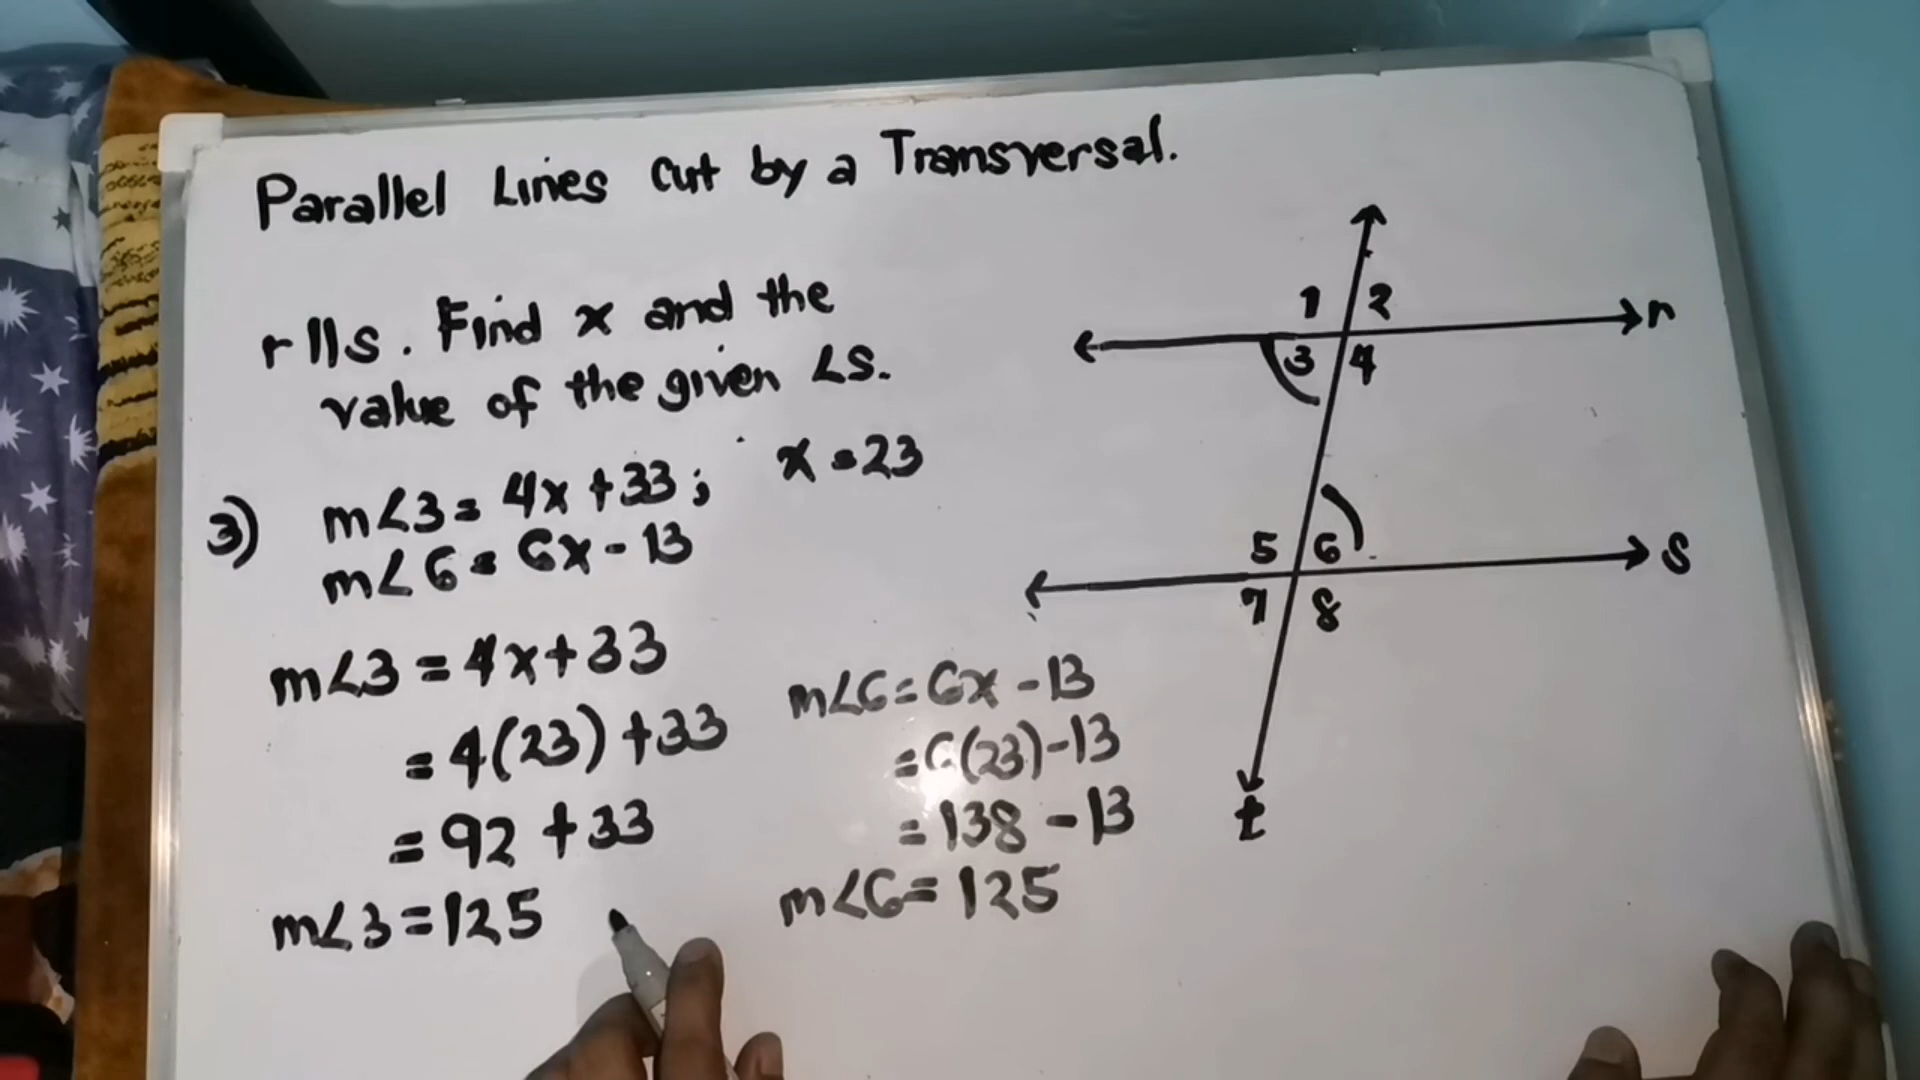 Parallel Lines cut by a Transversal.
r||s. Find x and the
value of the given ∠s.
3) m∠3 = 4x + 33; x = 23
m∠6 = 6x - 13
m∠3 = 4x + 33
= 4(23) + 33
= 92 + 33
m∠3 = 125
m∠6 = 6x - 13
= 6(23) - 13
= 138 - 13
m∠6 = 125
1 2
r
3 4
5 6
s
7 8
t